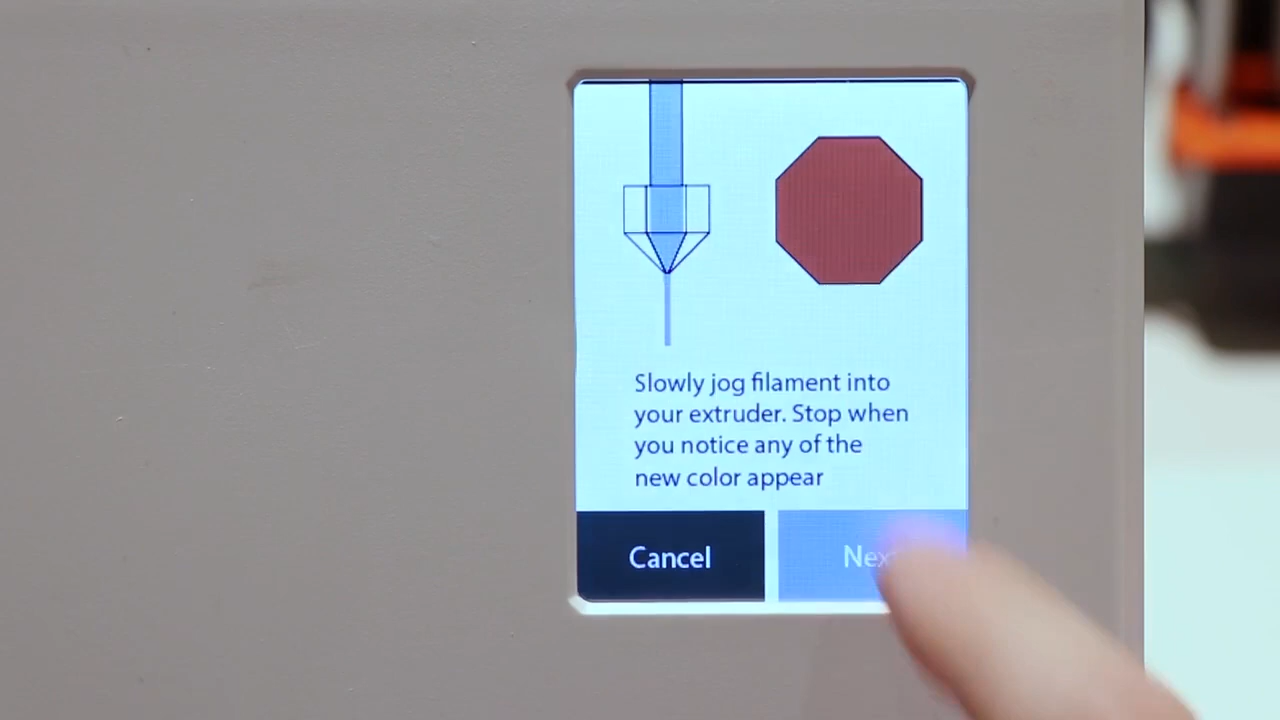 Slowly jog filament into
your extruder. Stop when
you notice any of the
new color appear
Cancel